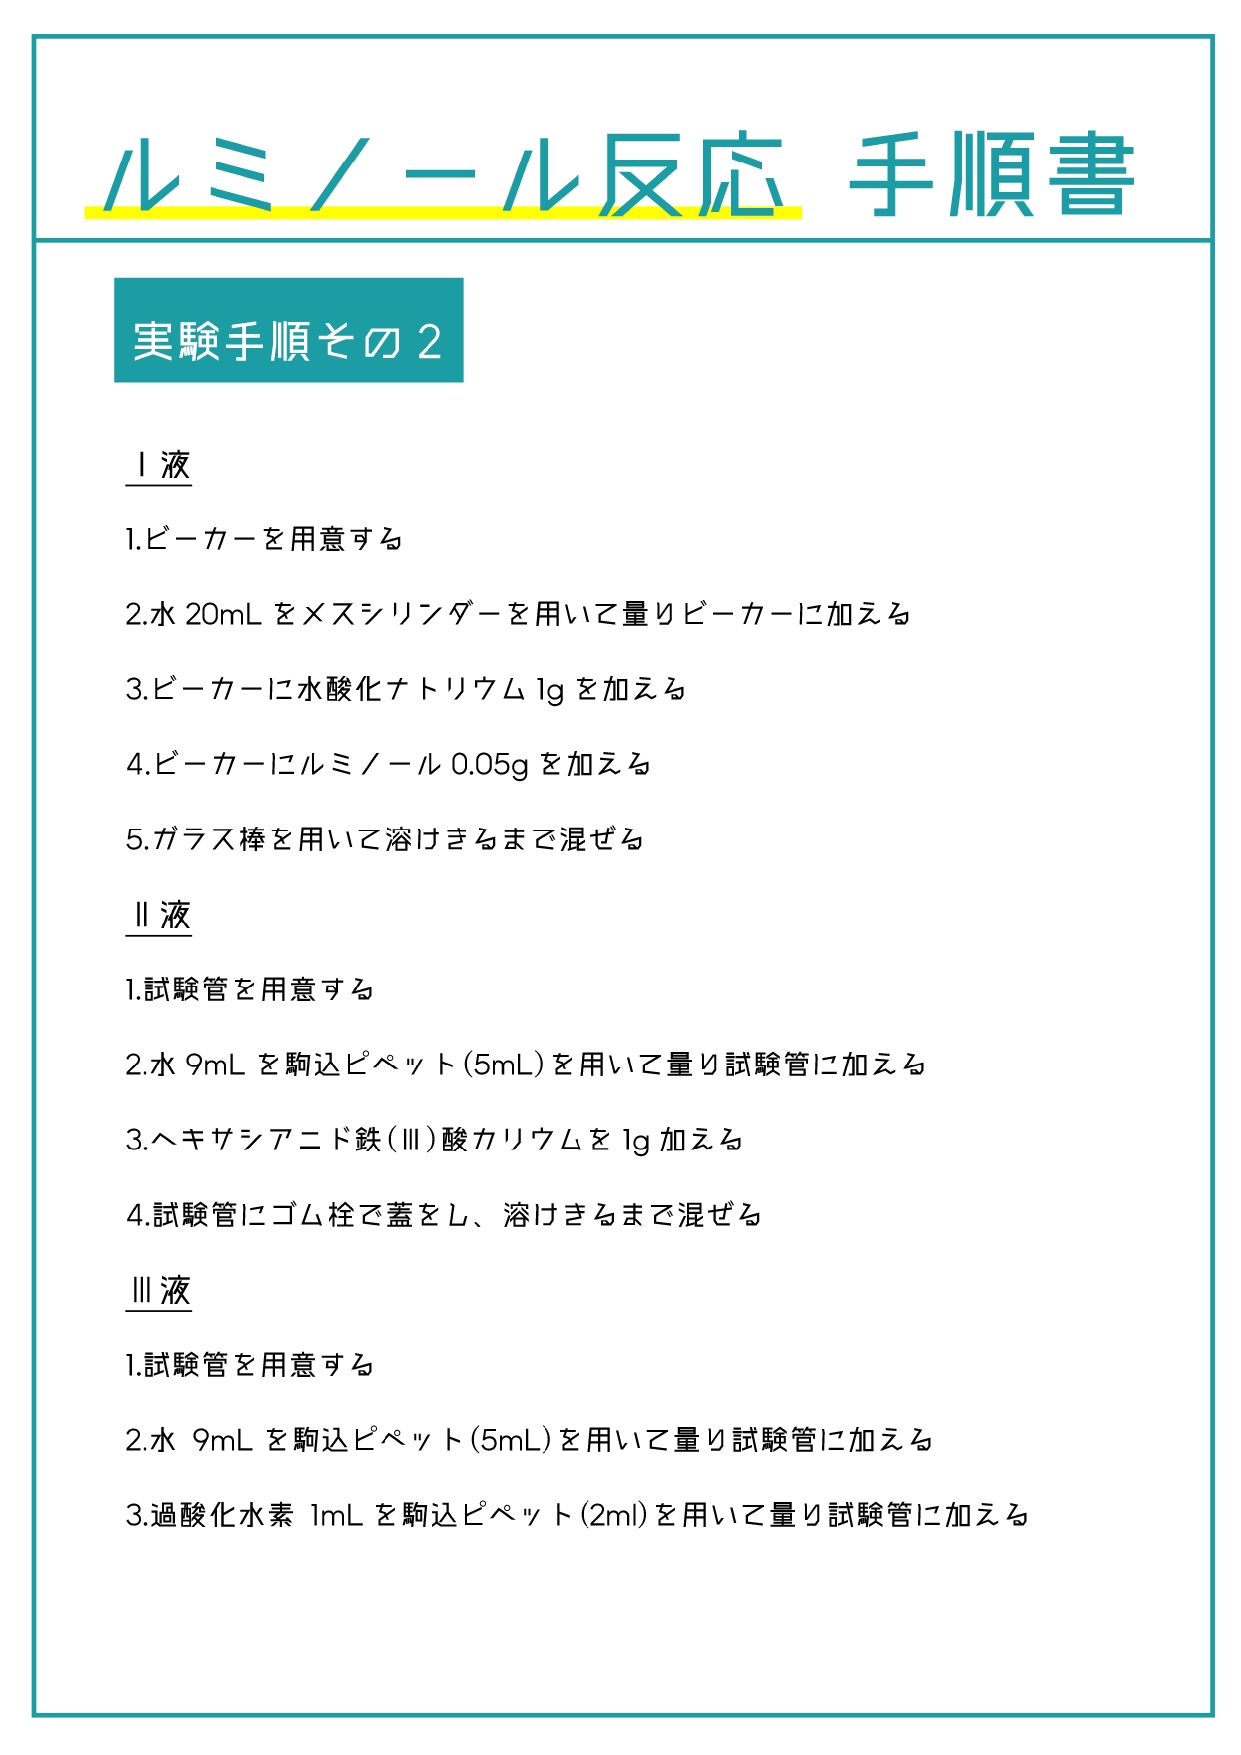 ルミノール反応 手順書
実験手順その2
Ⅰ液
1.ビーカーを用意する
2.水 20mL をメスシリンダーを用いて量りビーカーに加える
3.ビーカーに水酸化ナトリウム 1g を加える
4.ビーカーにルミノール 0.05g を加える
5.ガラス棒を用いて溶けきるまで混ぜる
Ⅱ液
1.試験管を用意する
2.水 9mL を駒込ピペット(5mL)を用いて量り試験管に加える
3.ヘキサシアニド鉄(Ⅲ)酸カリウムを 1g 加える
4.試験管にゴム栓で蓋をし、溶けきるまで混ぜる
Ⅲ液
1.試験管を用意する
2.水 9mL を駒込ピペット(5mL)を用いて量り試験管に加える
3.過酸化水素 1mL を駒込ピペット(2ml)を用いて量り試験管に加える